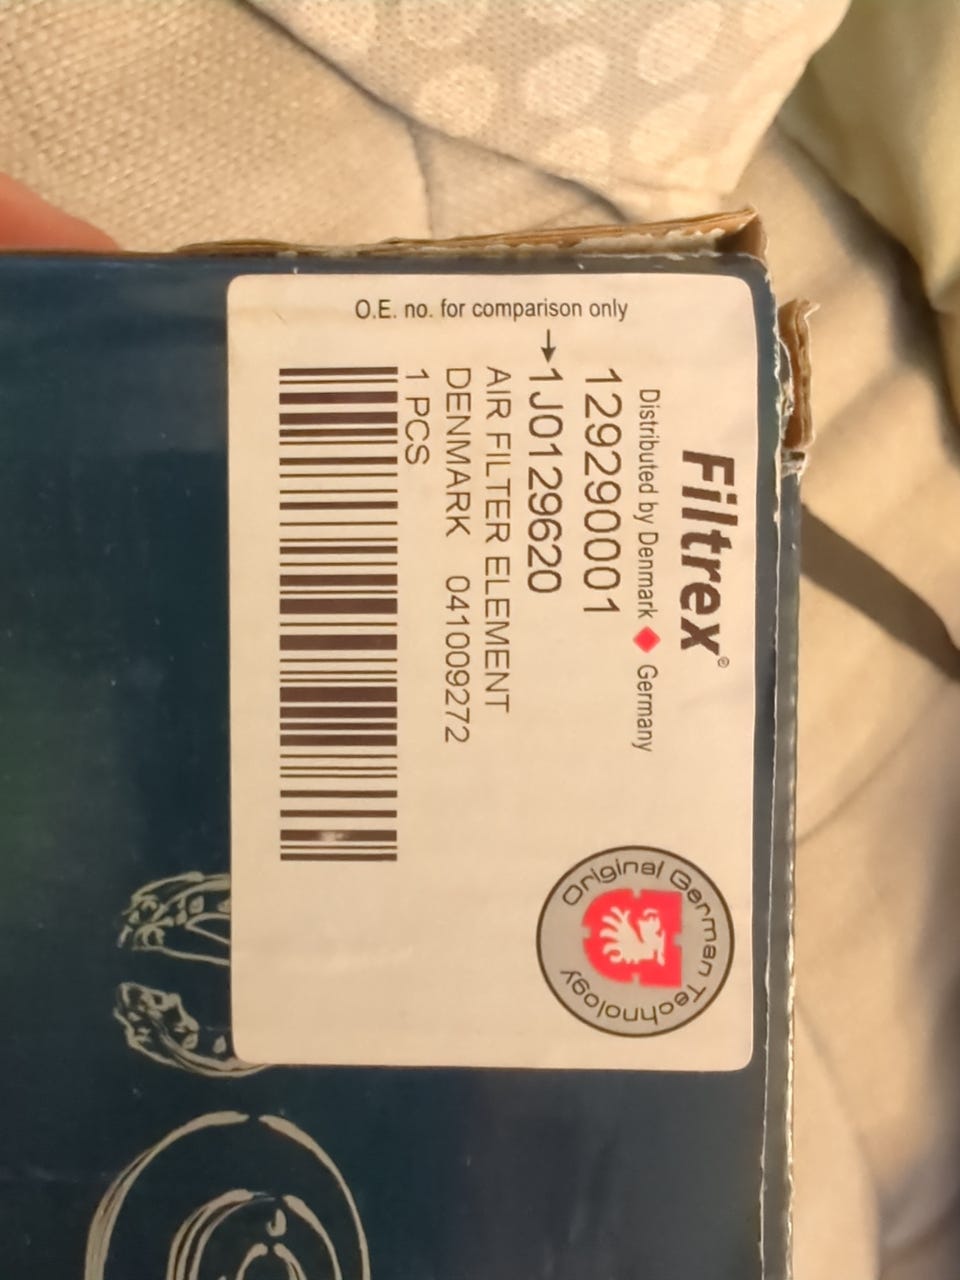 Filtrex®
Distributed by Denmark ♦ Germany
12929001
O.E. no. for comparison only
→1J0129620
AIR FILTER ELEMENT
DENMARK 041009272
1 PCS
Original German Technology